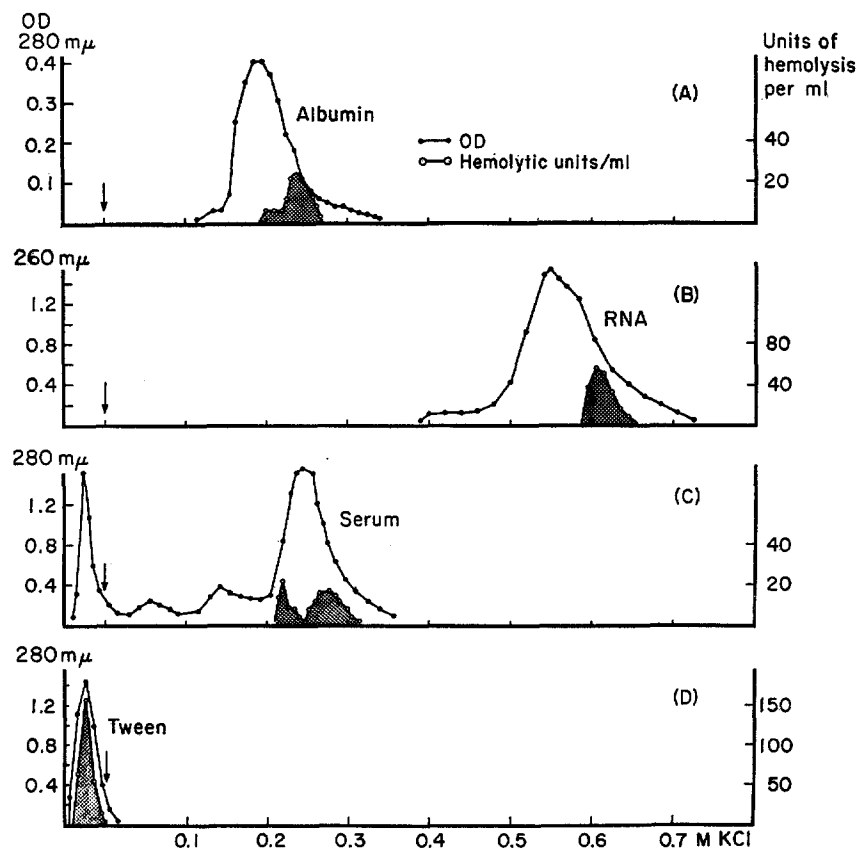 OD
280 mμ
Units of
hemolysis
per ml
(A)
0.4
0.3
0.2
0.1
Albumin
OD
Hemolytic units/ml
40
20
260 mμ
(B)
1.2
0.8
0.4
RNA
80
40
280 mμ
(C)
1.2
0.8
0.4
Serum
40
20
280 mμ
(D)
1.2
0.8
0.4
Tween
150
100
50
0.1 0.2 0.3 0.4 0.5 0.6 0.7 M KCl